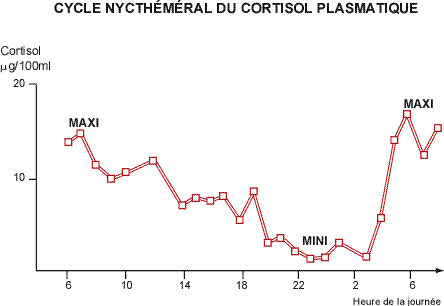 CYCLE NYCTHÉMÉRAL DU CORTISOL PLASMATIQUE
Cortisol
µg/100ml
20
MAXI
MAXI
10
MINI
6 10 14 18 22 2 6
Heure de la journée